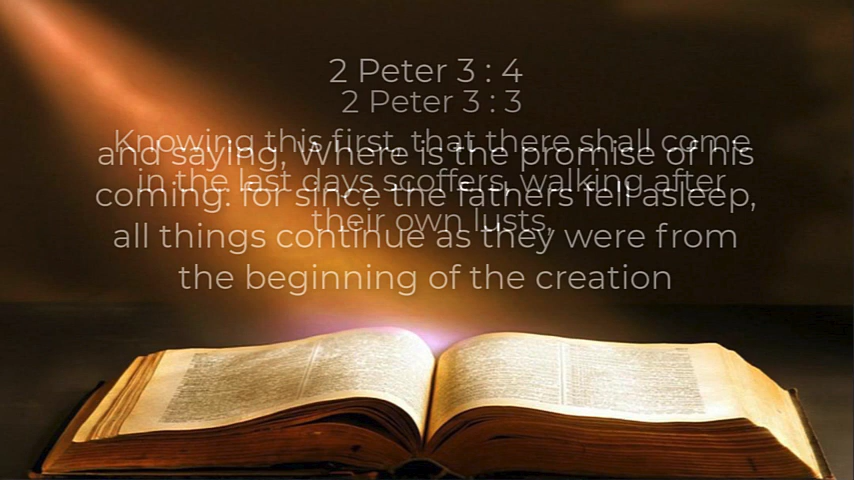 2 Peter 3 : 4
and saying, Where is the promise of his
coming: for since the fathers fell asleep,
all things continue as they were from
the beginning of the creation
2 Peter 3 : 3
Knowing this first, that there shall come
in the last days scoffers, walking after
their own lusts,